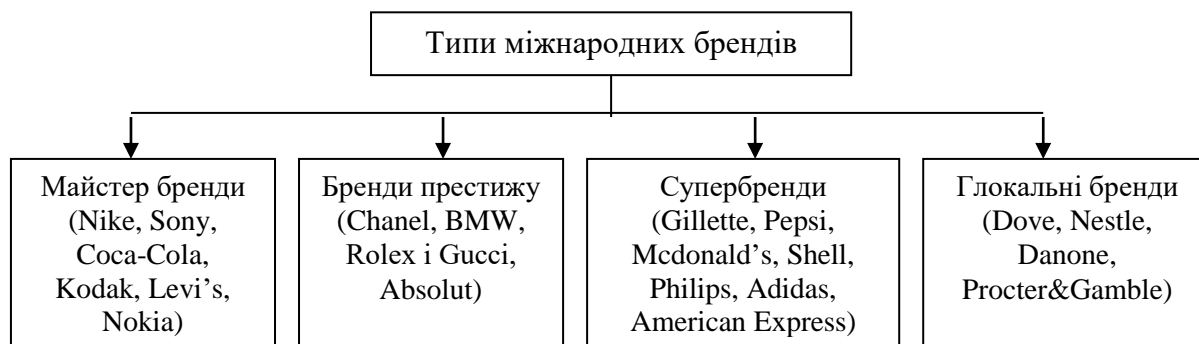 Типи міжнародних брендів
Майстер бренди
(Nike, Sony,
Coca-Cola,
Kodak, Levi’s,
Nokia)
Бренди престижу
(Chanel, BMW,
Rolex і Gucci,
Absolut)
Супербренди
(Gillette, Pepsi,
Mcdonald’s, Shell,
Philips, Adidas,
American Express)
Глокальні бренди
(Dove, Nestle,
Danone,
Procter&Gamble)